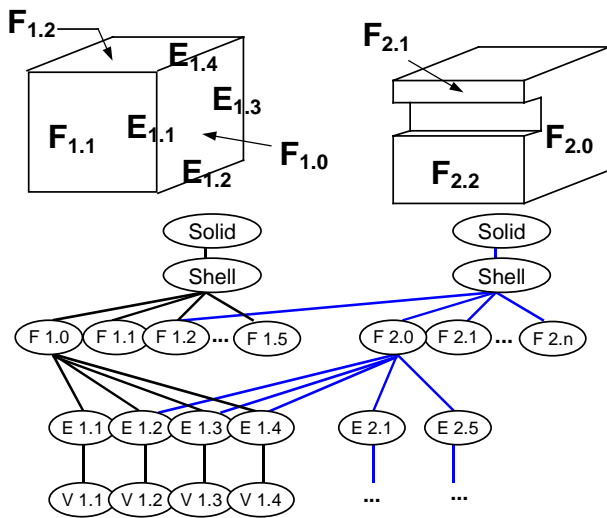 F1.2
E1.4
E1.3
F1.1
E1.1
F1.0
E1.2
F2.1
F2.0
F2.2
Solid
Solid
Shell
Shell
F 1.0 F 1.1 F 1.2 ... F 1.5 F 2.0 F 2.1 ... F 2.n
E 1.1 E 1.2 E 1.3 E 1.4 E 2.1 E 2.5
V 1.1 V 1.2 V 1.3 V 1.4 ... ...